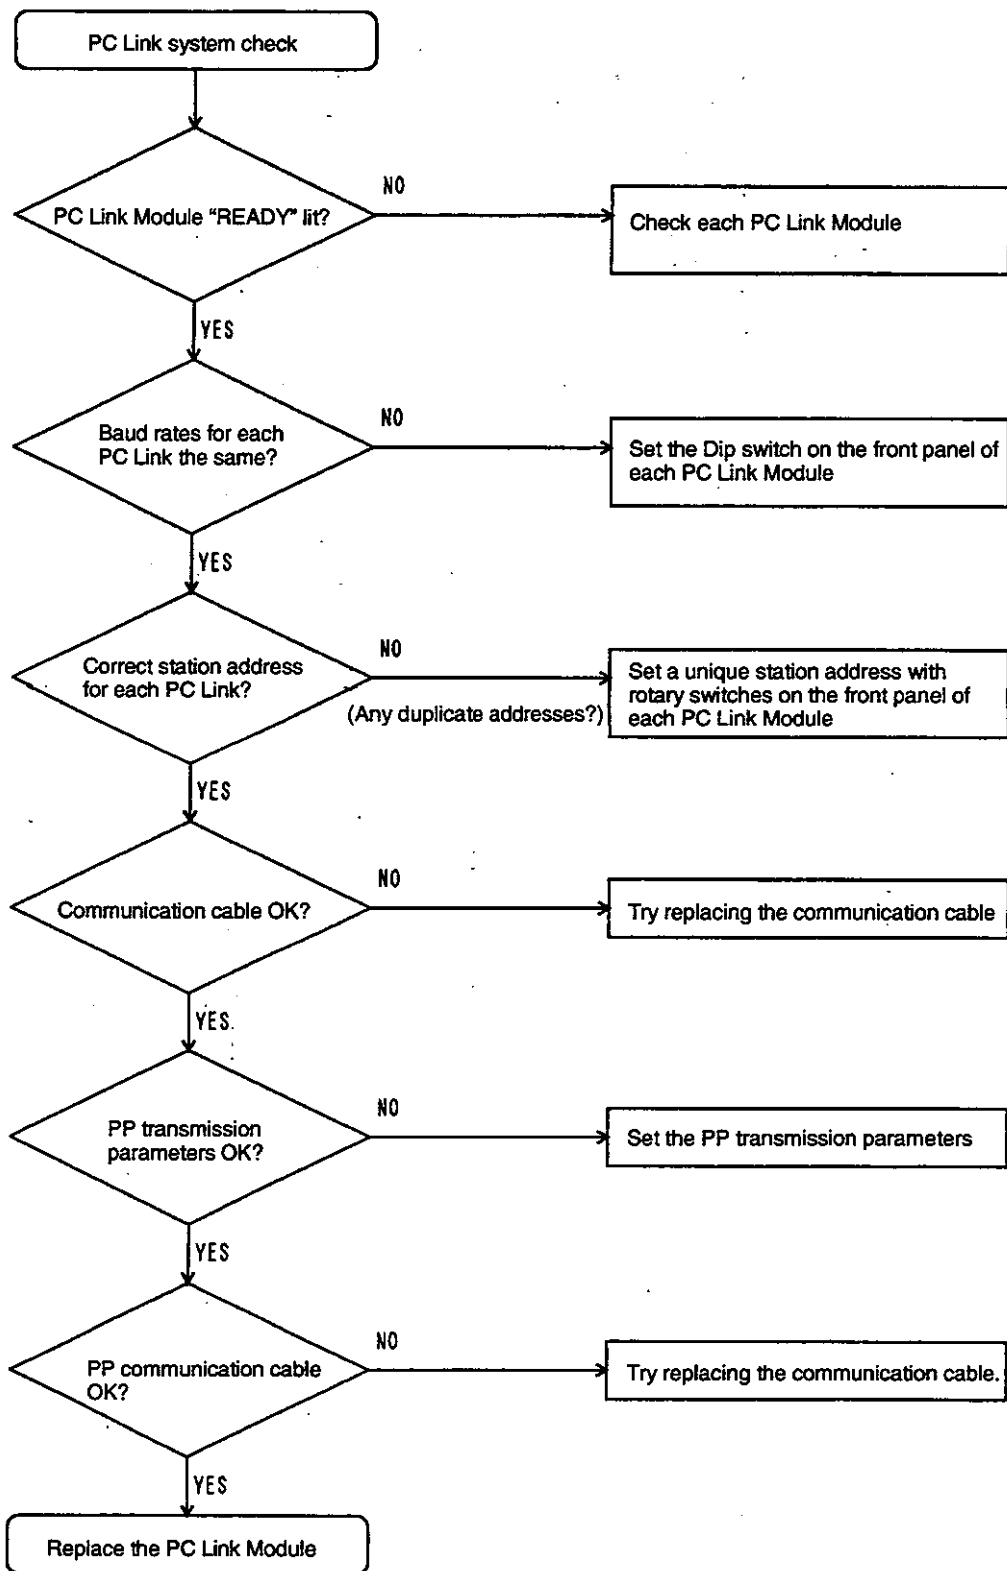 PC Link system check
NO
PC Link Module “READY” lit?
Check each PC Link Module
YES
NO
Baud rates for each
PC Link the same?
Set the Dip switch on the front panel of
each PC Link Module
YES
NO
Correct station address
for each PC Link?
(Any duplicate addresses?)
Set a unique station address with
rotary switches on the front panel of
each PC Link Module
YES
NO
Communication cable OK?
Try replacing the communication cable
YES
NO
PP transmission
parameters OK?
Set the PP transmission parameters
YES
NO
PP communication cable
OK?
Try replacing the communication cable.
YES
Replace the PC Link Module